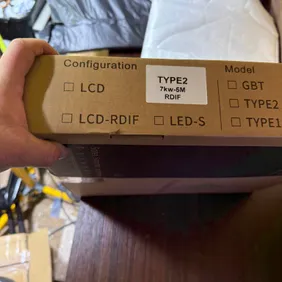 Configuration
Model
LCD
TYPE2
7kw-5M
RDIF
GBT
TYPE2
LCD-RDIF
LED-S
TYPE1